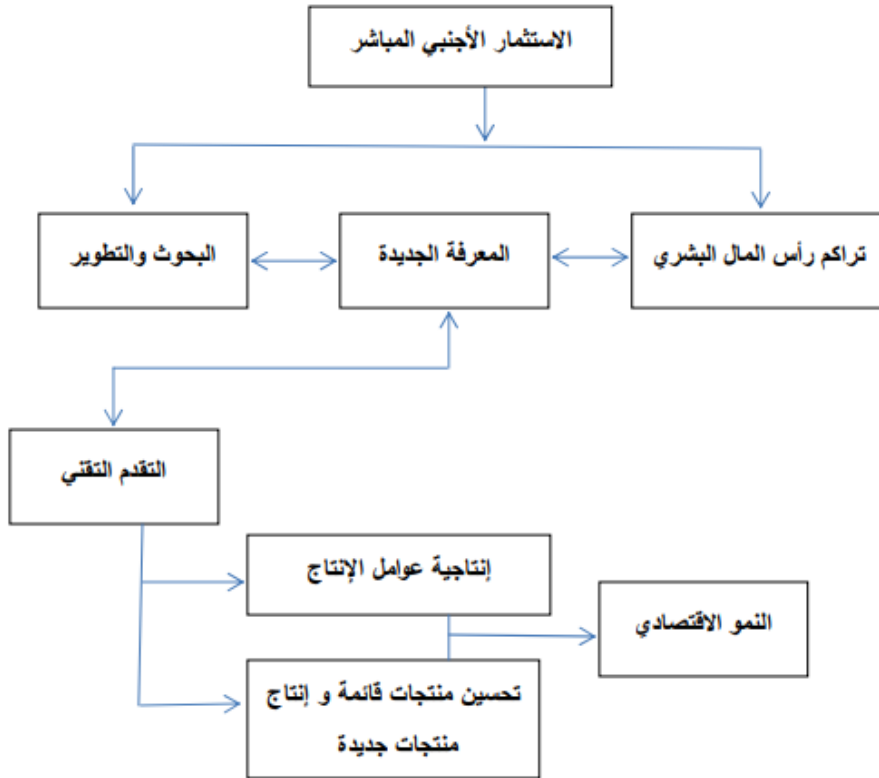 الاستثمار الأجنبي المباشر
تراكم رأس المال البشري
المعرفة الجديدة
البحوث والتطوير
التقدم التقني
إنتاجية عوامل الإنتاج
النمو الاقتصادي
تحسين منتجات قائمة و إنتاج
منتجات جديدة